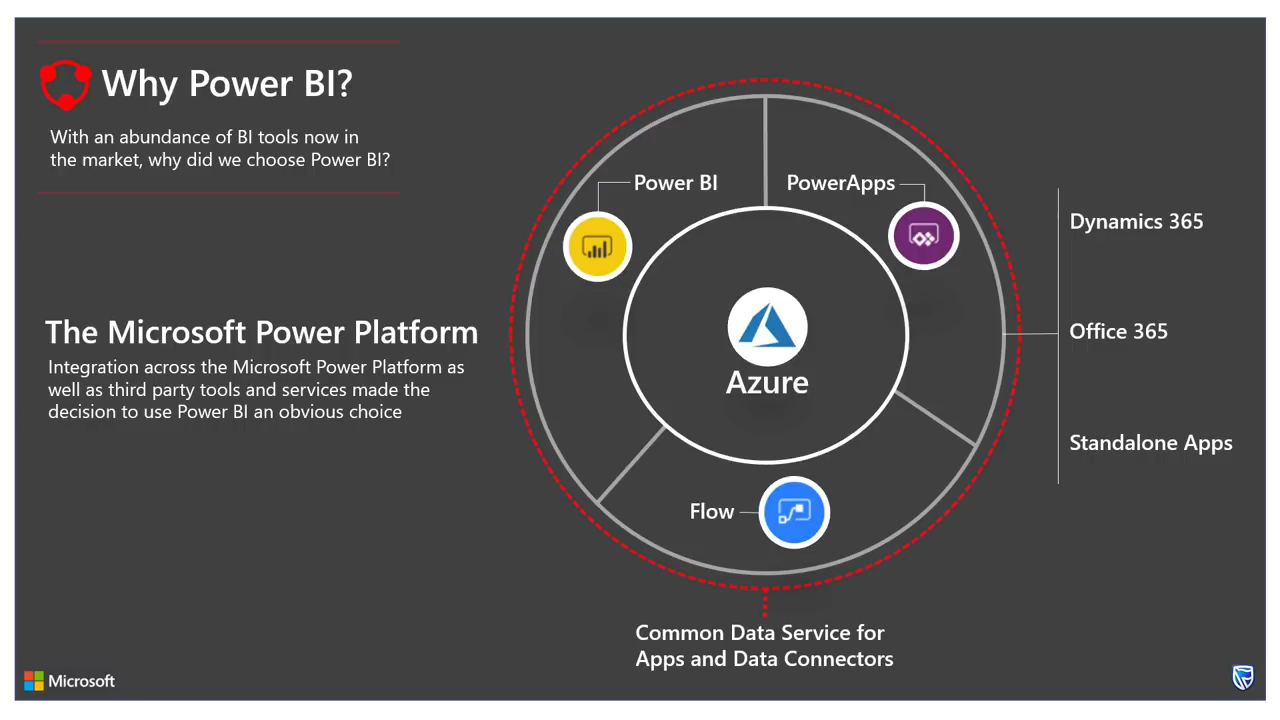 Why Power BI?
With an abundance of BI tools now in
the market, why did we choose Power BI?
The Microsoft Power Platform
Integration across the Microsoft Power Platform as
well as third party tools and services made the
decision to use Power BI an obvious choice
Power BI
PowerApps
Azure
Flow
Common Data Service for
Apps and Data Connectors
Dynamics 365
Office 365
Standalone Apps
Microsoft